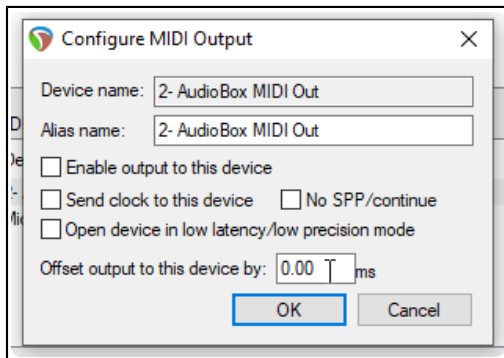 Configure MIDI Output
Device name: 2- AudioBox MIDI Out
Alias name: 2- AudioBox MIDI Out
Enable output to this device
Send clock to this device No SPP/continue
Open device in low latency/low precision mode
Offset output to this device by: 0.00 ms
OK Cancel